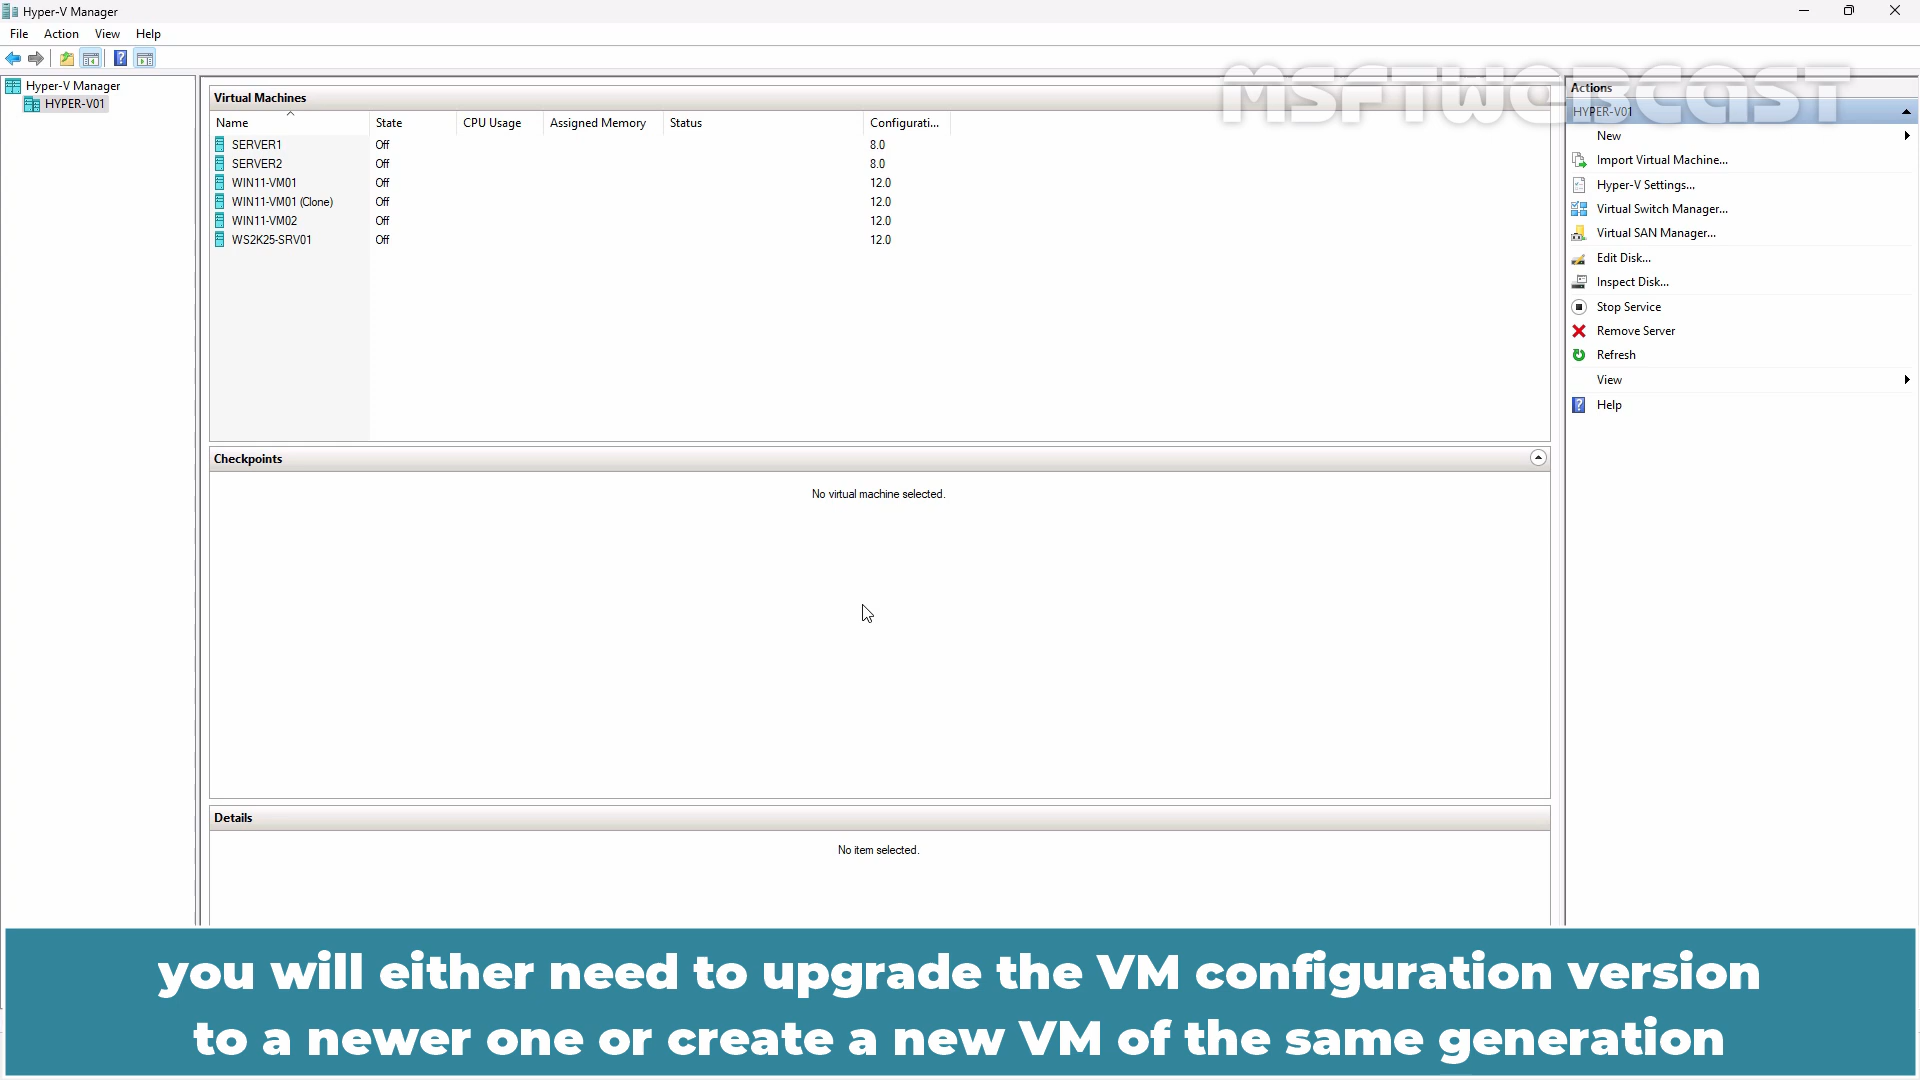 Hyper-V Manager
File Action View Help
Hyper-V Manager
HYPER-V01
Virtual Machines
Name State CPU Usage Assigned Memory Status Configurati...
SERVER1 Off 8.0
SERVER2 Off 8.0
WIN11-VM01 Off 12.0
WIN11-VM01 (Clone) Off 12.0
WIN11-VM02 Off 12.0
WS2K25-SRV01 Off 12.0
Checkpoints
No virtual machine selected.
Details
No item selected.
MSFTWEBCAST
Actions
HYPER-V01
New
Import Virtual Machine...
Hyper-V Settings...
Virtual Switch Manager...
Virtual SAN Manager...
Edit Disk...
Inspect Disk...
Stop Service
Remove Server
Refresh
View
Help
you will either need to upgrade the VM configuration version
to a newer one or create a new VM of the same generation